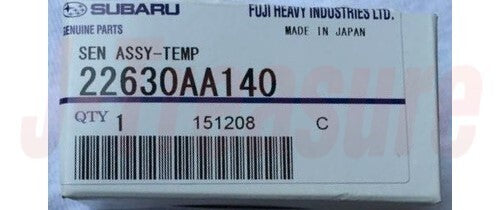 SUBARU FUJI HEAVY INDUSTRIES LTD.
GENUINE PARTS MADE IN JAPAN
SEN ASSY-TEMP
22630AA140
QTY 1 151208 C